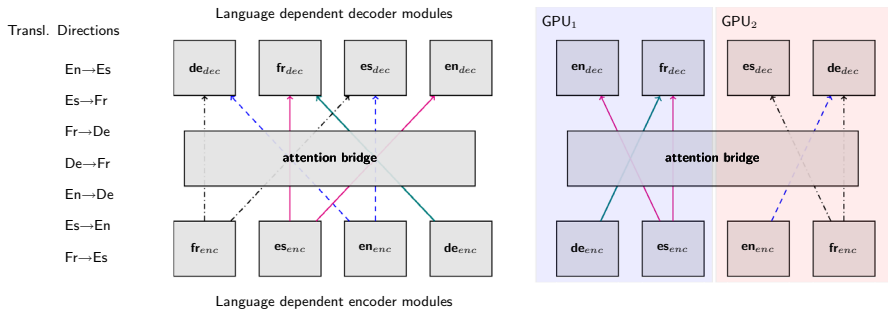 Language dependent decoder modules
Transl. Directions
En→Es
Es→Fr
Fr→De
De→Fr
En→De
Es→En
Fr→Es
de_dec fr_dec es_dec en_dec
attention bridge
fr_enc es_enc en_enc de_enc
Language dependent encoder modules
GPU_1 GPU_2
en_dec fr_dec es_dec de_dec
attention bridge
de_enc es_enc en_enc fr_enc